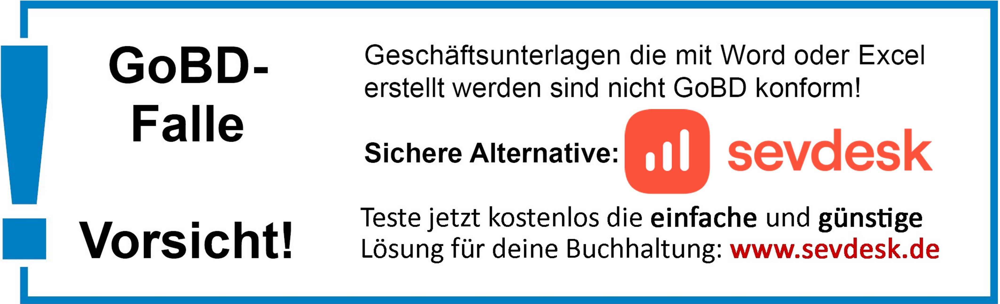 GoBD-
Falle
Vorsicht!
Geschäftsunterlagen die mit Word oder Excel
erstellt werden sind nicht GoBD konform!
Sichere Alternative: sevdesk
Teste jetzt kostenlos die einfache und günstige
Lösung für deine Buchhaltung: www.sevdesk.de